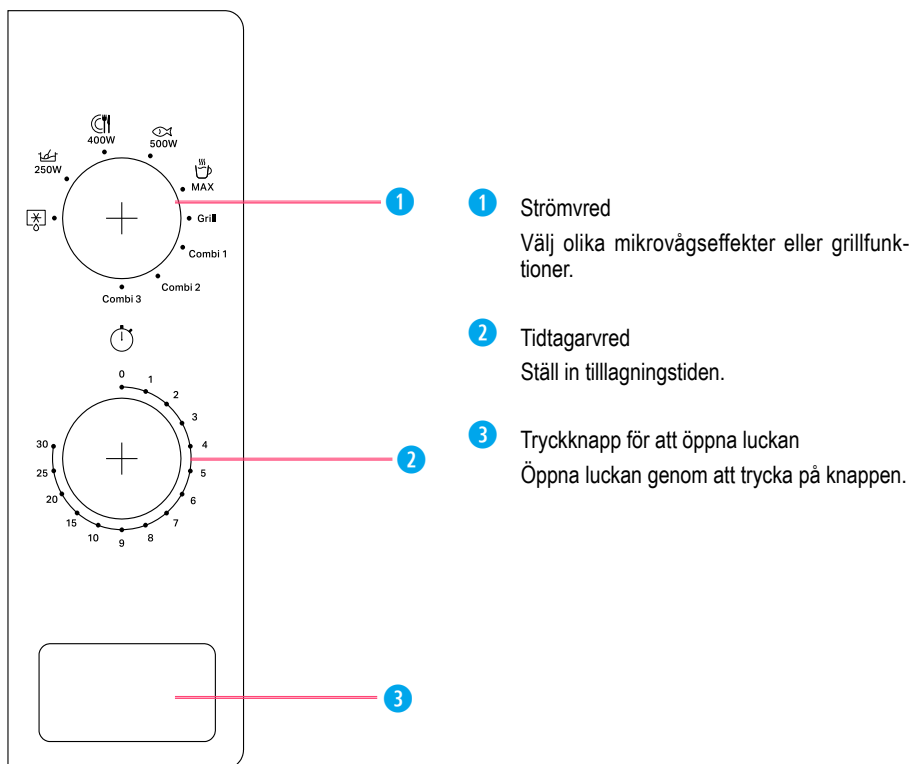 400W
500W
250W
MAX
Grill
Combi 1
Combi 2
Combi 3
0
1
2
3
4
5
6
7
8
9
10
15
20
25
30
1
2
3
1 Strömvred
Välj olika mikrovågseffekter eller grillfunk-
tioner.
2 Tidtagarvred
Ställ in tilllagningstiden.
3 Tryckknapp för att öppna luckan
Öppna luckan genom att trycka på knappen.